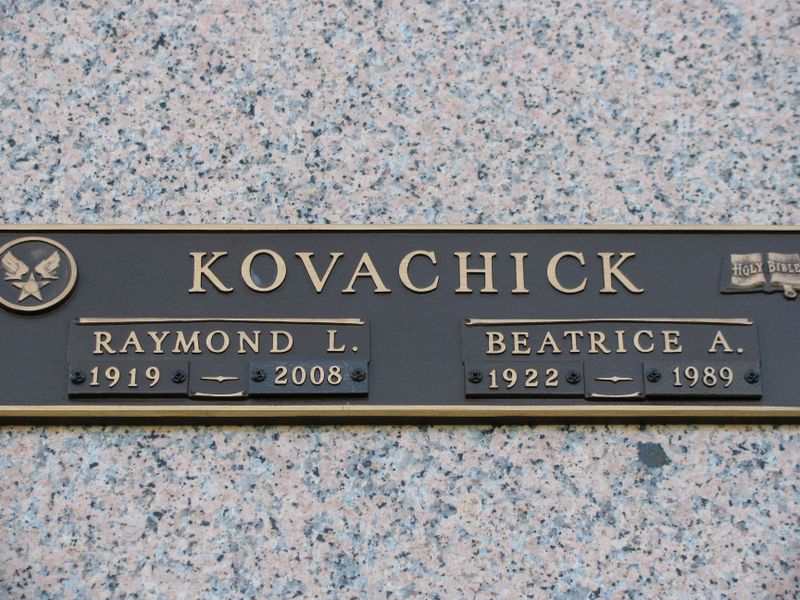 KOVACHICK
HOLY BIBLE
RAYMOND L.
1919 — 2008
BEATRICE A.
1922 — 1989